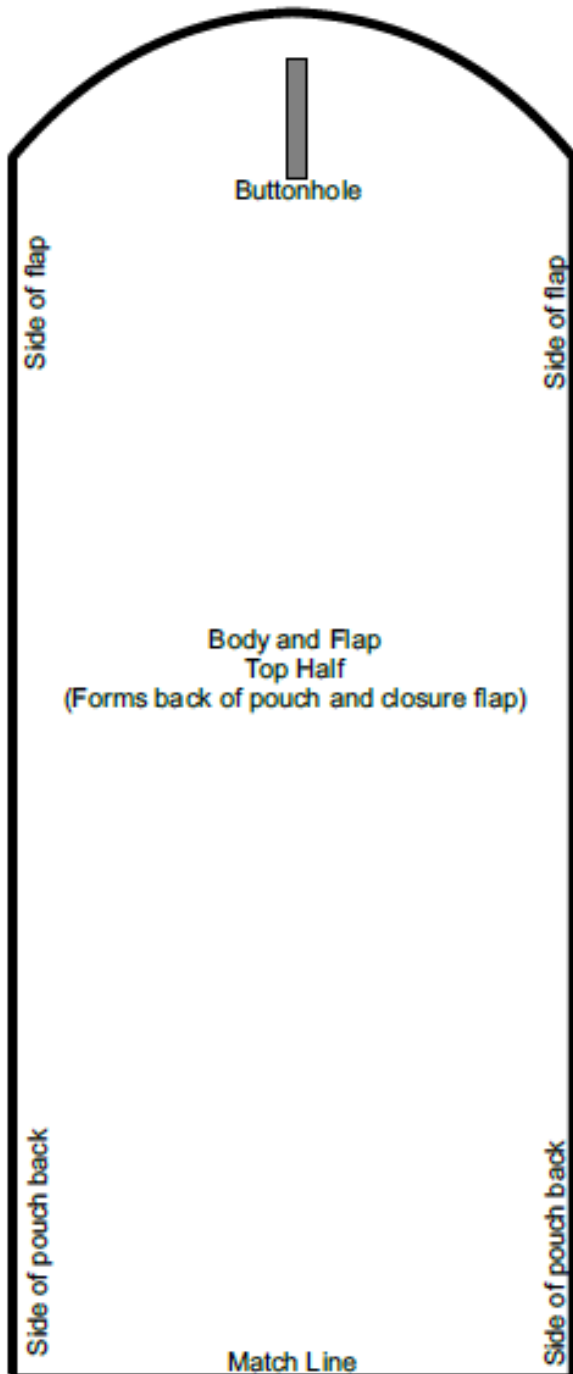 Buttonhole
Side of flap
Side of flap
Body and Flap
Top Half
(Forms back of pouch and closure flap)
Side of pouch back
Side of pouch back
Match Line